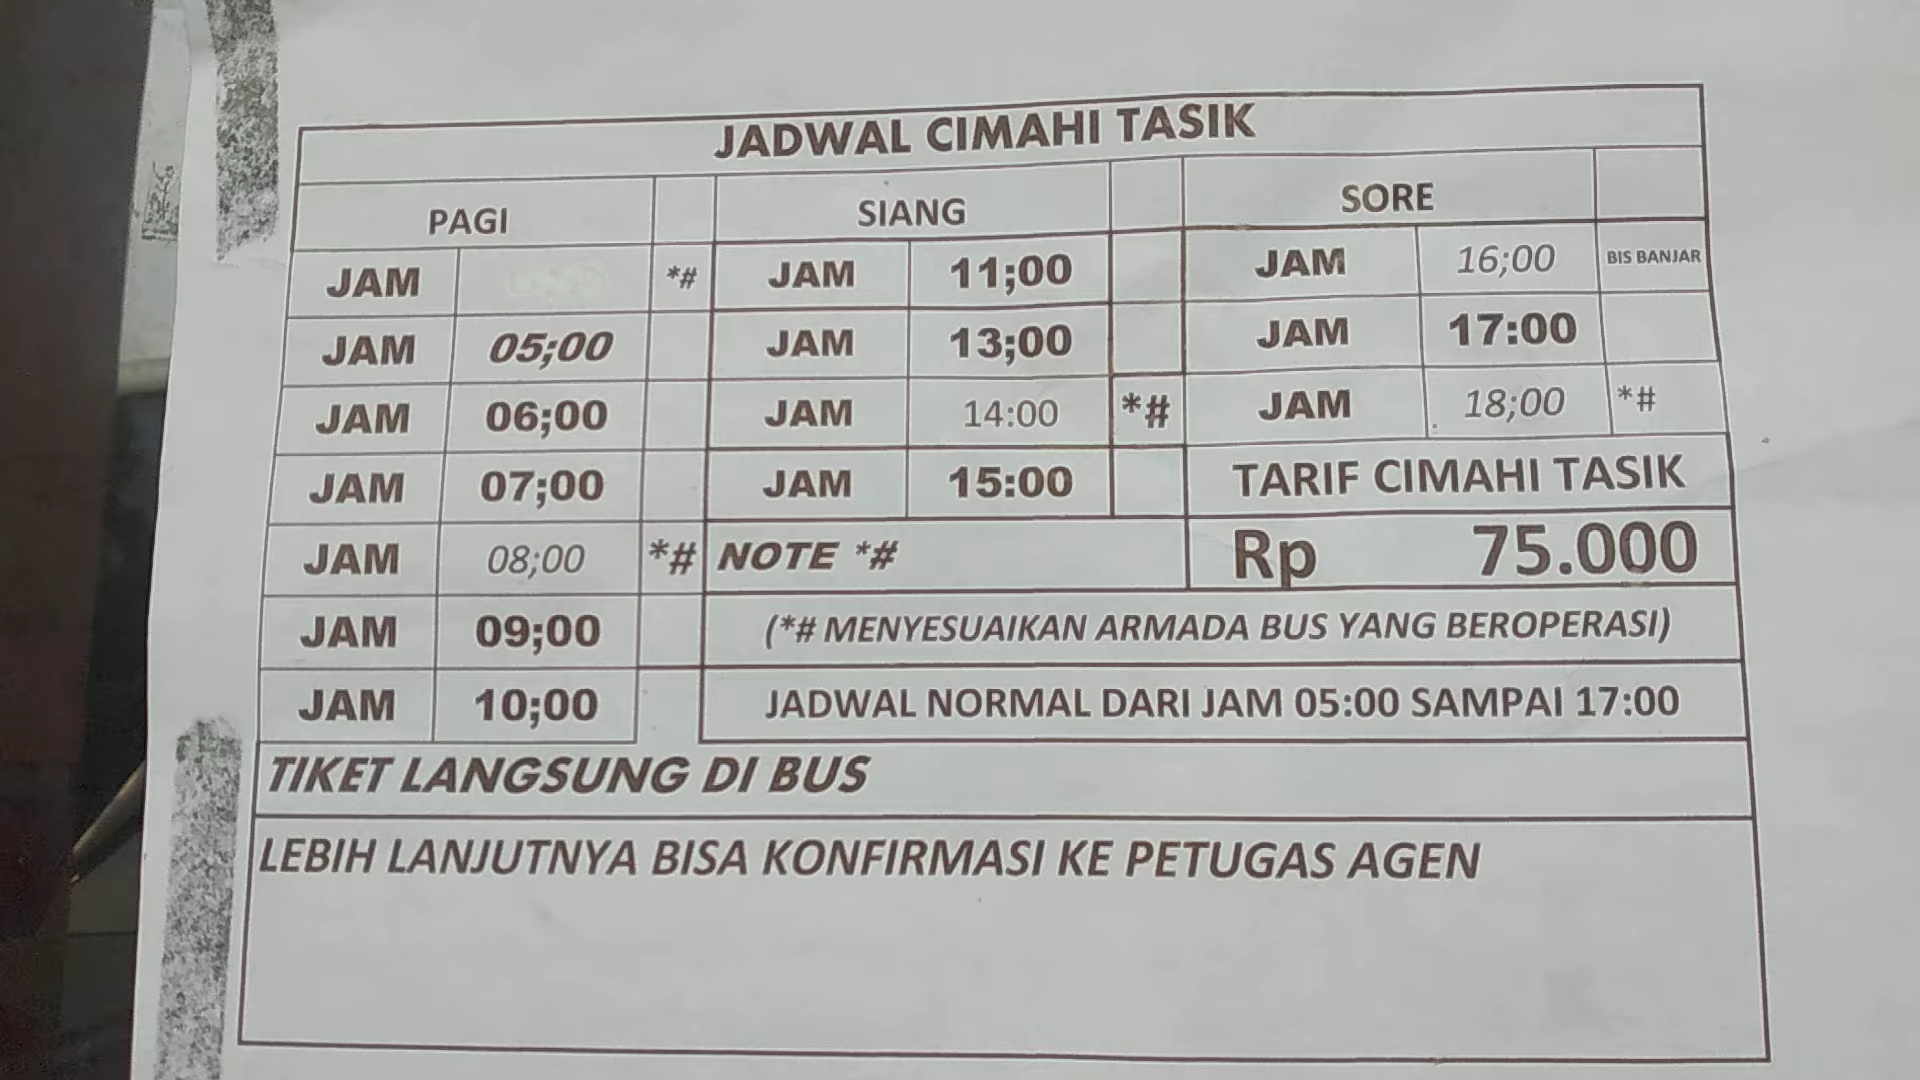 JADWAL CIMAHI TASIK
PAGI SIANG SORE
JAM *# JAM 11;00 JAM 16;00 BIS BANJAR
JAM 05;00 JAM 13;00 JAM 17:00
JAM 06;00 JAM 14:00 *# JAM 18;00 *#
JAM 07;00 JAM 15:00 TARIF CIMAHI TASIK
JAM 08;00 *# NOTE *# Rp 75.000
JAM 09;00 (*# MENYESUAIKAN ARMADA BUS YANG BEROPERASI)
JAM 10;00 JADWAL NORMAL DARI JAM 05:00 SAMPAI 17:00
TIKET LANGSUNG DI BUS
LEBIH LANJUTNYA BISA KONFIRMASI KE PETUGAS AGEN